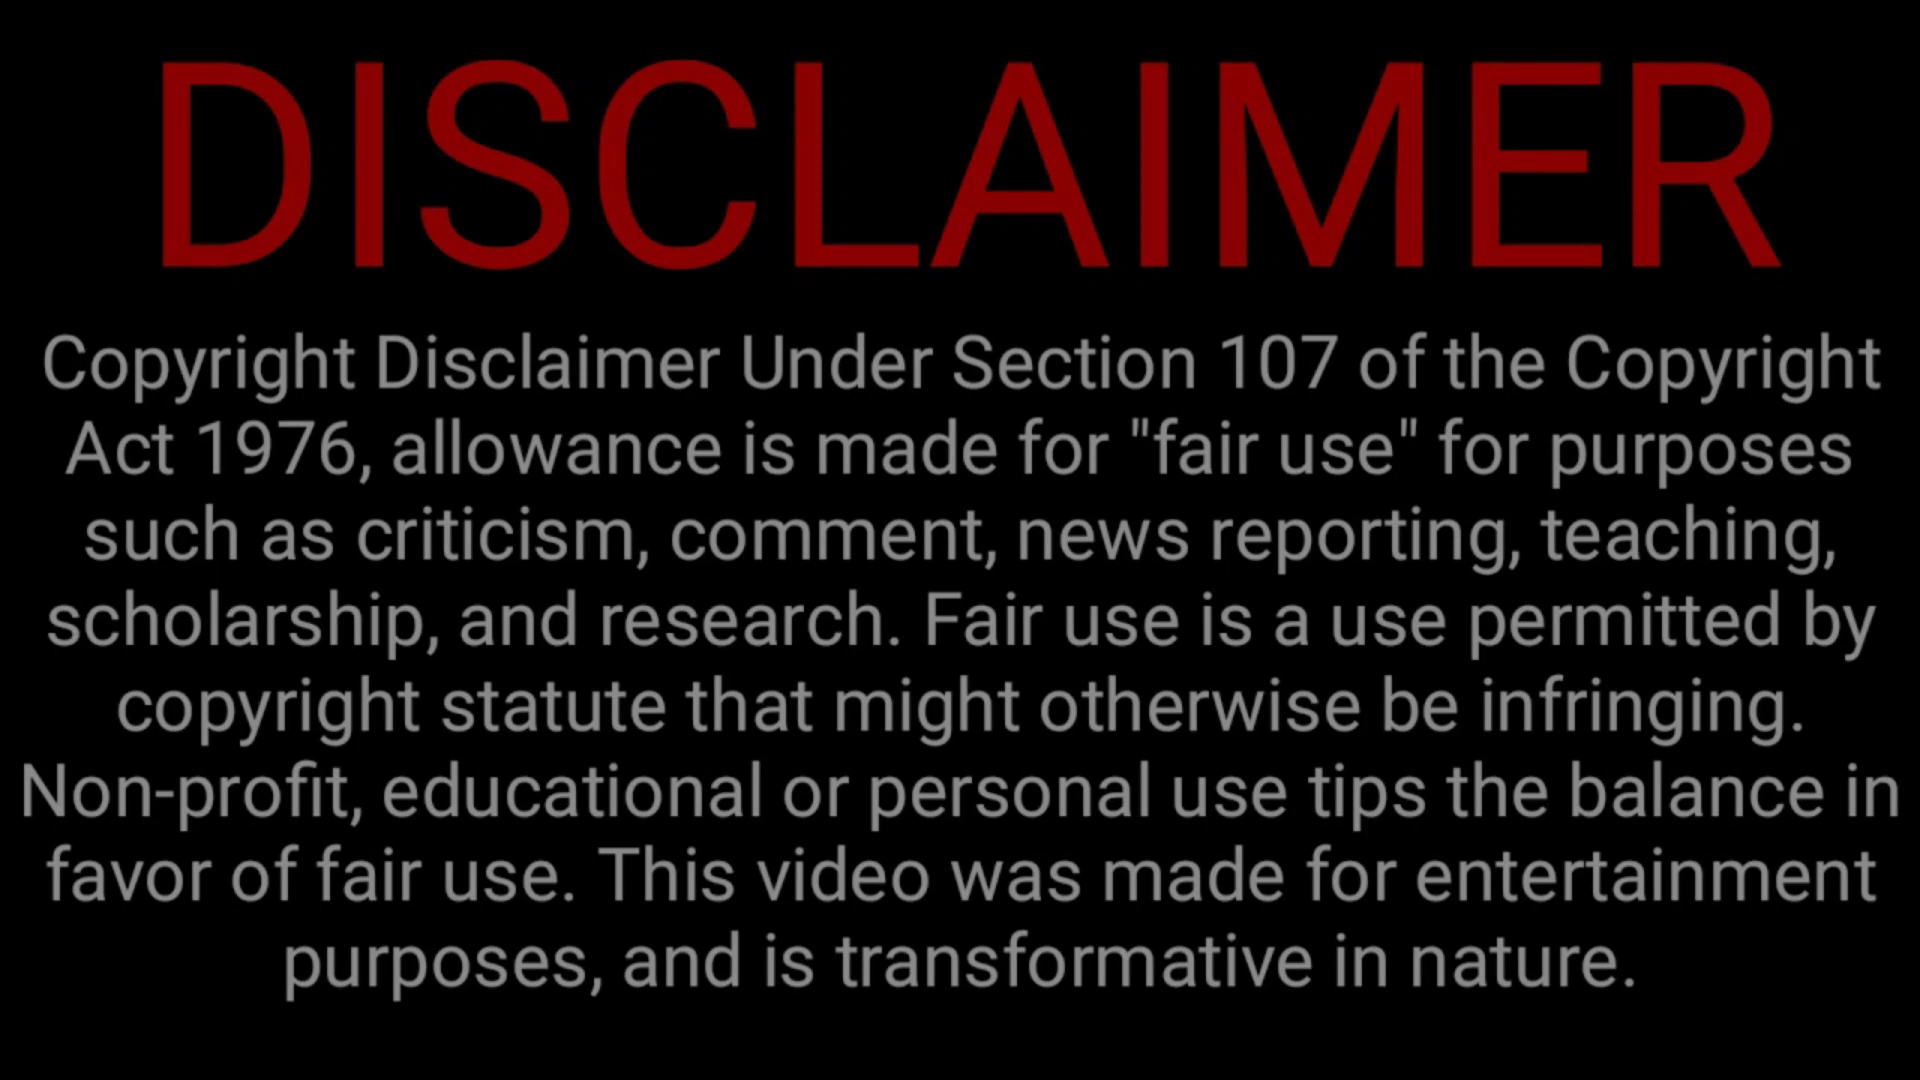 DISCLAIMER
Copyright Disclaimer Under Section 107 of the Copyright
Act 1976, allowance is made for "fair use" for purposes
such as criticism, comment, news reporting, teaching,
scholarship, and research. Fair use is a use permitted by
copyright statute that might otherwise be infringing.
Non-profit, educational or personal use tips the balance in
favor of fair use. This video was made for entertainment
purposes, and is transformative in nature.